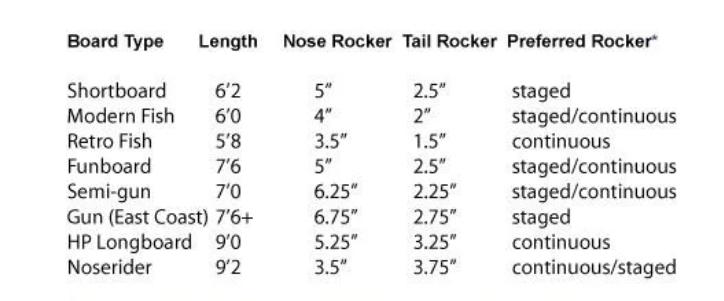 Board Type Length Nose Rocker Tail Rocker Preferred Rocker*
Shortboard 6'2 5" 2.5" staged
Modern Fish 6'0 4" 2" staged/continuous
Retro Fish 5'8 3.5" 1.5" continuous
Funboard 7'6 5" 2.5" staged/continuous
Semi-gun 7'0 6.25" 2.25" staged/continuous
Gun (East Coast) 7'6+ 6.75" 2.75" staged
HP Longboard 9'0 5.25" 3.25" continuous
Noserider 9'2 3.5" 3.75" continuous/staged